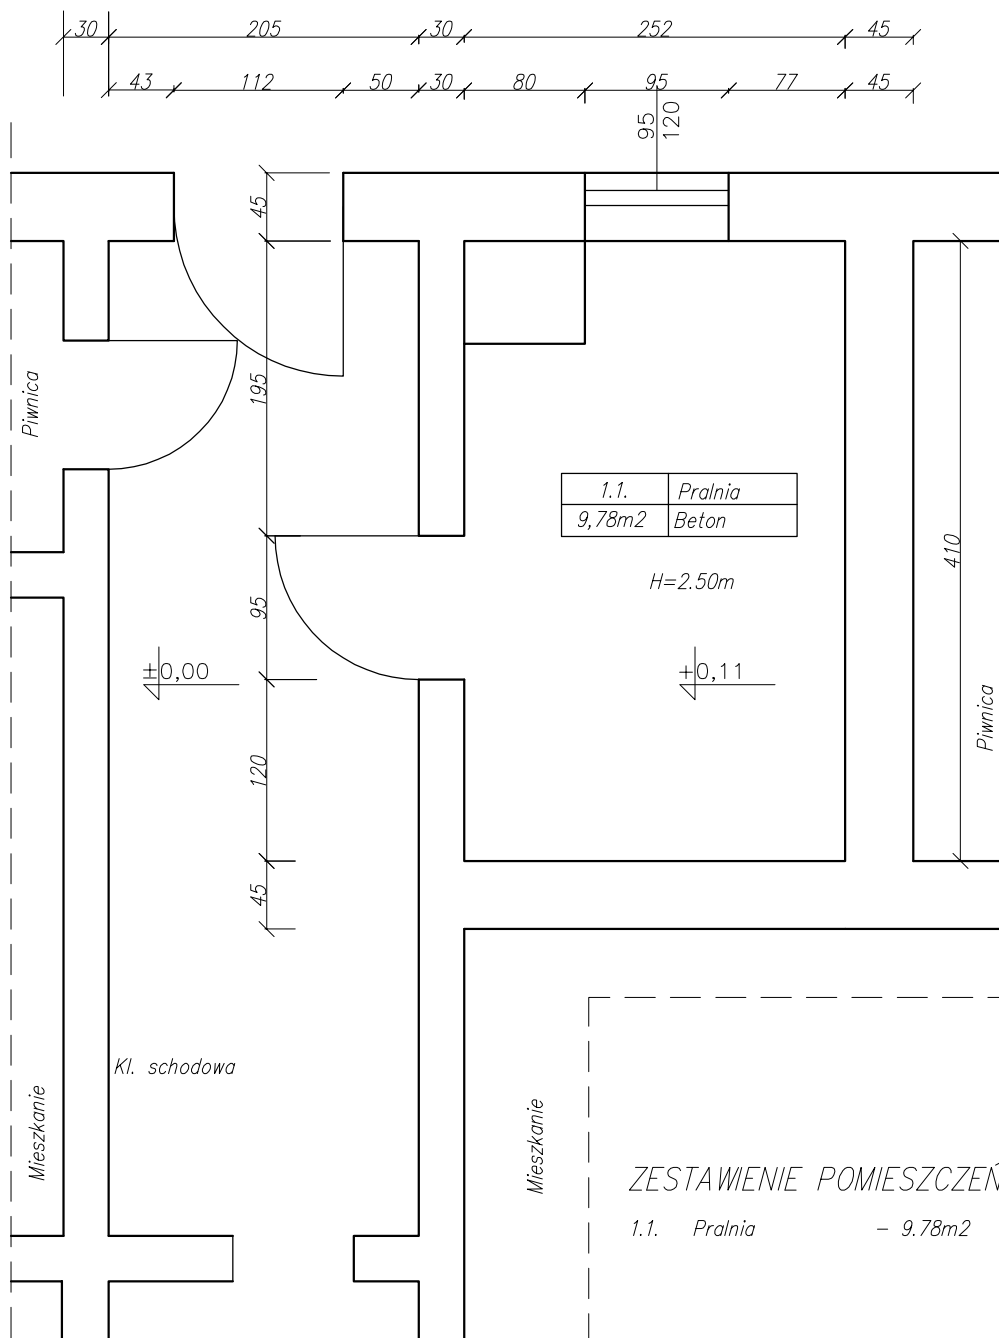 30 205 30 252 45
43 112 50 30 80 95 77 45
95
120
45
195
Piwnica
1.1. Pralnia
9,78m2 Beton
H=2.50m
410
95
±0,00
+0,11
Piwnica
120
45
Kl. schodowa
Mieszkanie
Mieszkanie
ZESTAWIENIE POMIESZCZEŃ
1.1. Pralnia - 9.78m2